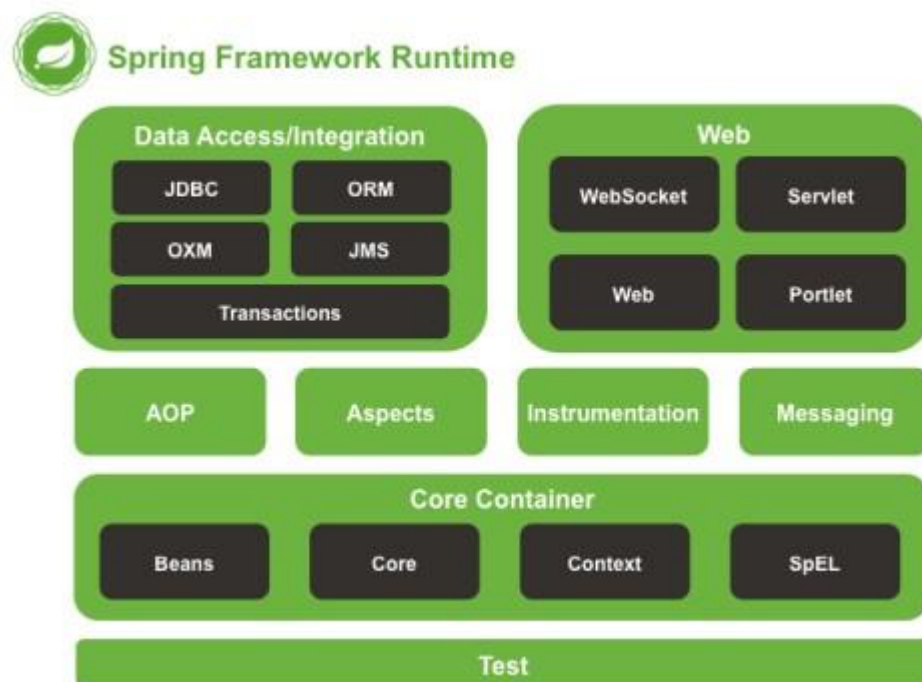 Spring Framework Runtime
Data Access/Integration
JDBC
ORM
OXM
JMS
Transactions
Web
WebSocket
Servlet
Web
Portlet
AOP
Aspects
Instrumentation
Messaging
Core Container
Beans
Core
Context
SpEL
Test